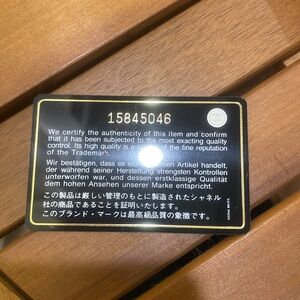 15845046
We certify the authenticity of this item and confirm
that it has been subjected to the most exacting quality
control. Its high quality is a of the fine reputation
of the Trademark.
Wir bestätigen, dass es sich Artikel handelt,
der während seiner Herstellung strengsten Kontrollen
unterworfen war, und dessen erstklassige Qualität
dem hohen Ansehen unserer Marke entspricht.
この製品は厳しい管理のもとに製造されたシャネル
社の商品であることを証明いたします。
このブランド・マークは最高級品質の象徴です。